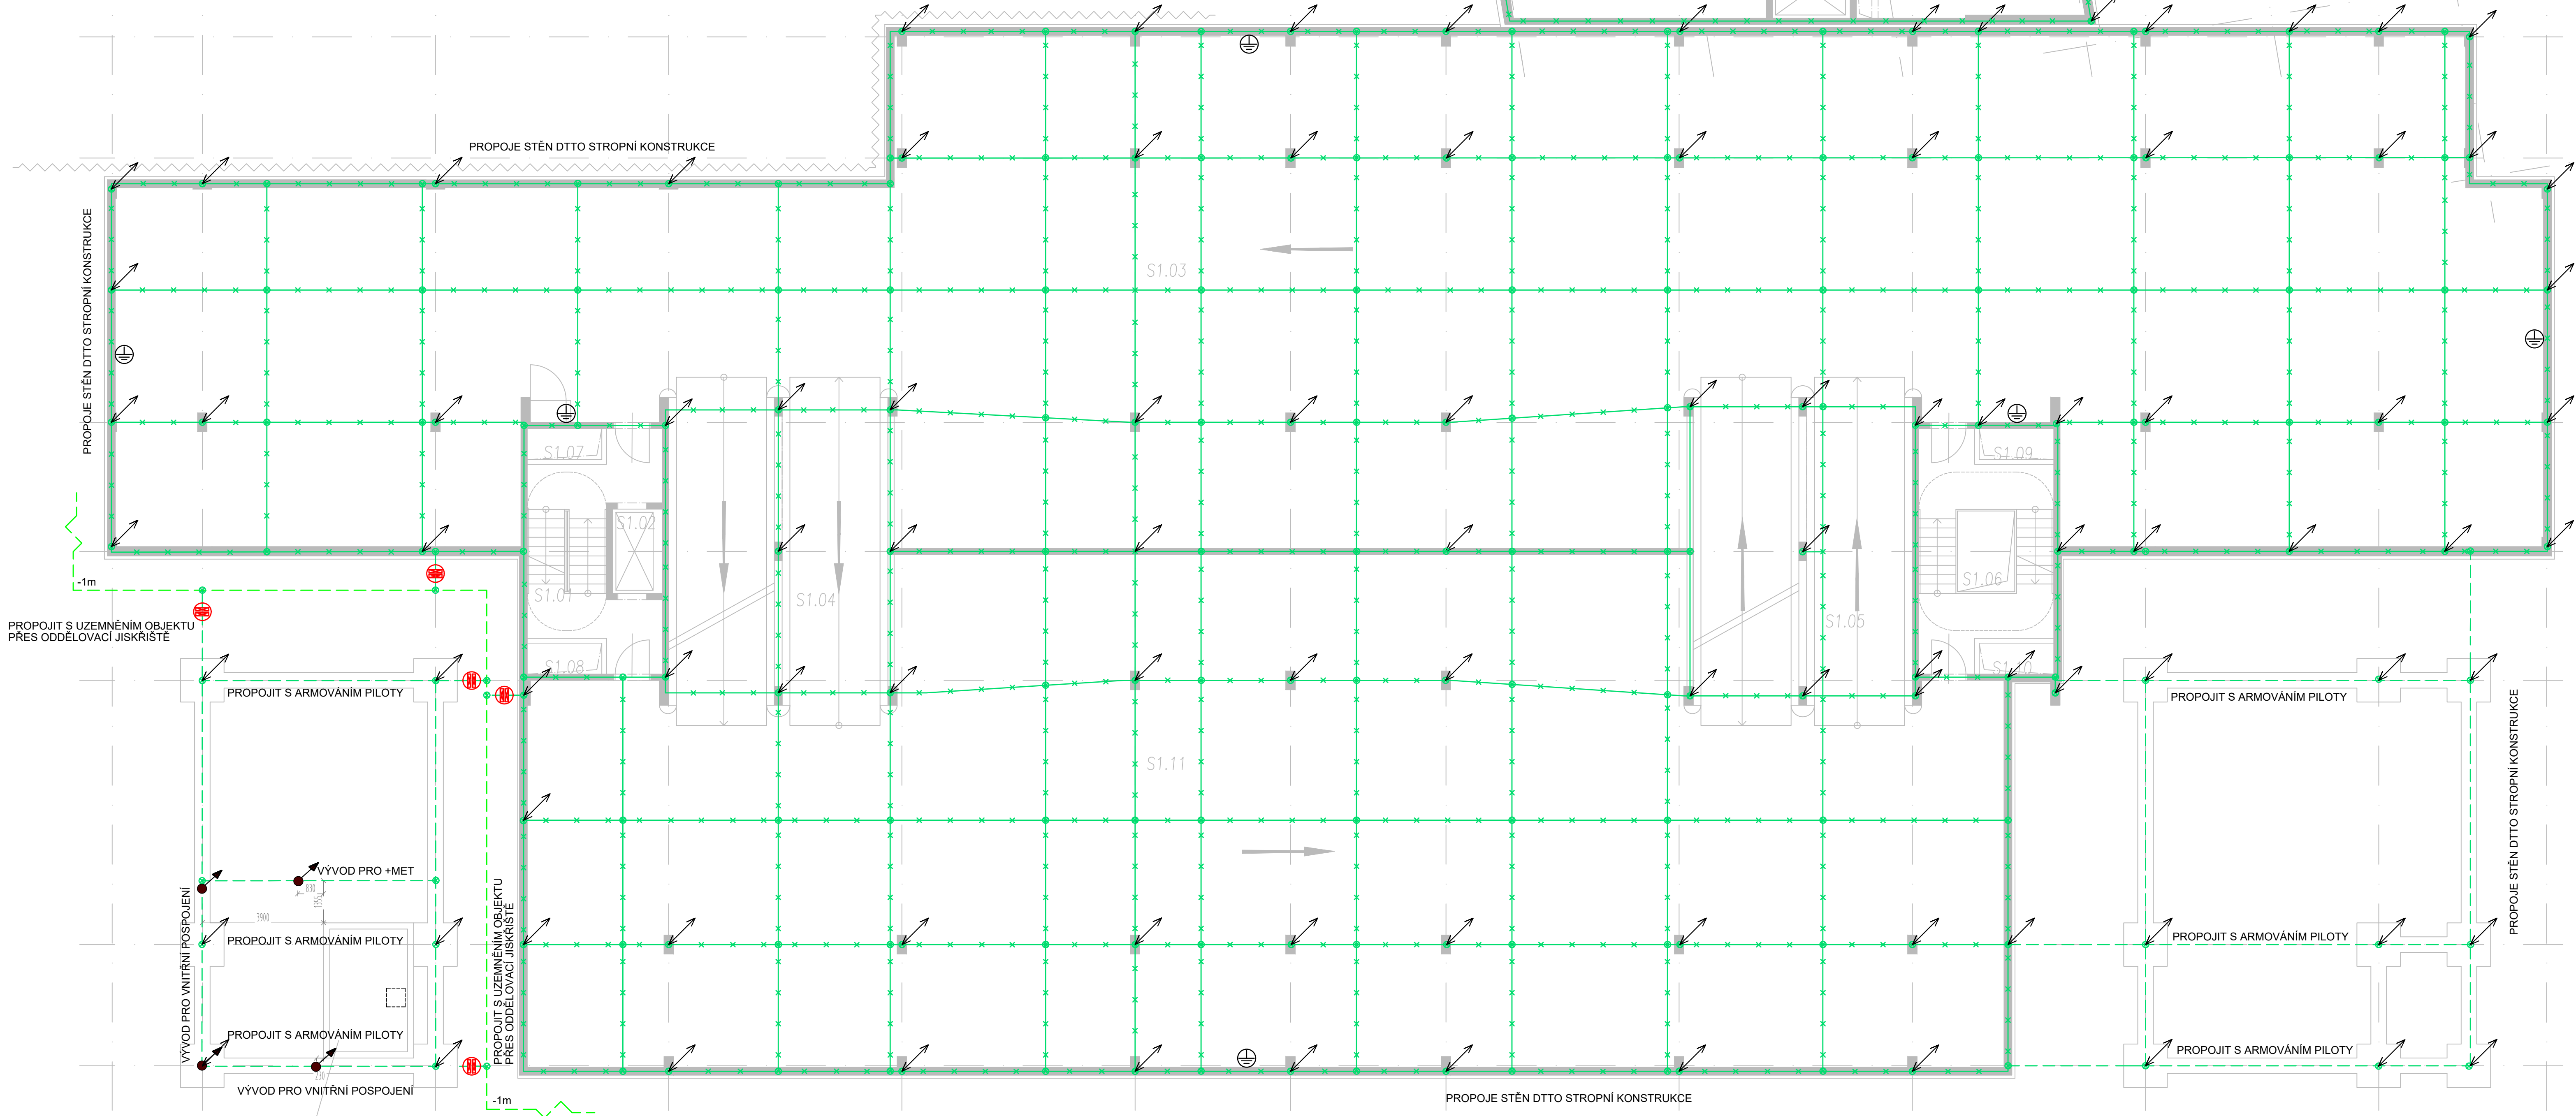 PROPOJE STĚN DTTO STROPNÍ KONSTRUKCE
PROPOJE STĚN DTTO STROPNÍ KONSTRUKCE
S1.03
S1.07
S1.09
S1.02
S1.01
S1.04
S1.06
S1.05
-1m
PROPOJIT S UZEMNĚNÍM OBJEKTU
PŘES ODDĚLOVACÍ JISKŘIŠTĚ
S1.08
S1.10
PROPOJIT S ARMOVÁNÍM PILOTY
PROPOJIT S ARMOVÁNÍM PILOTY
PROPOJE STĚN DTTO STROPNÍ KONSTRUKCE
S1.11
VÝVOD PRO +MET
830
1355
3900
VÝVOD PRO VNITŘNÍ POSPOJENÍ
PROPOJIT S UZEMNĚNÍM OBJEKTU
PŘES ODDĚLOVACÍ JISKŘIŠTĚ
PROPOJIT S ARMOVÁNÍM PILOTY
PROPOJIT S ARMOVÁNÍM PILOTY
PROPOJIT S ARMOVÁNÍM PILOTY
PROPOJIT S ARMOVÁNÍM PILOTY
VÝVOD PRO VNITŘNÍ POSPOJENÍ
-1m
PROPOJE STĚN DTTO STROPNÍ KONSTRUKCE